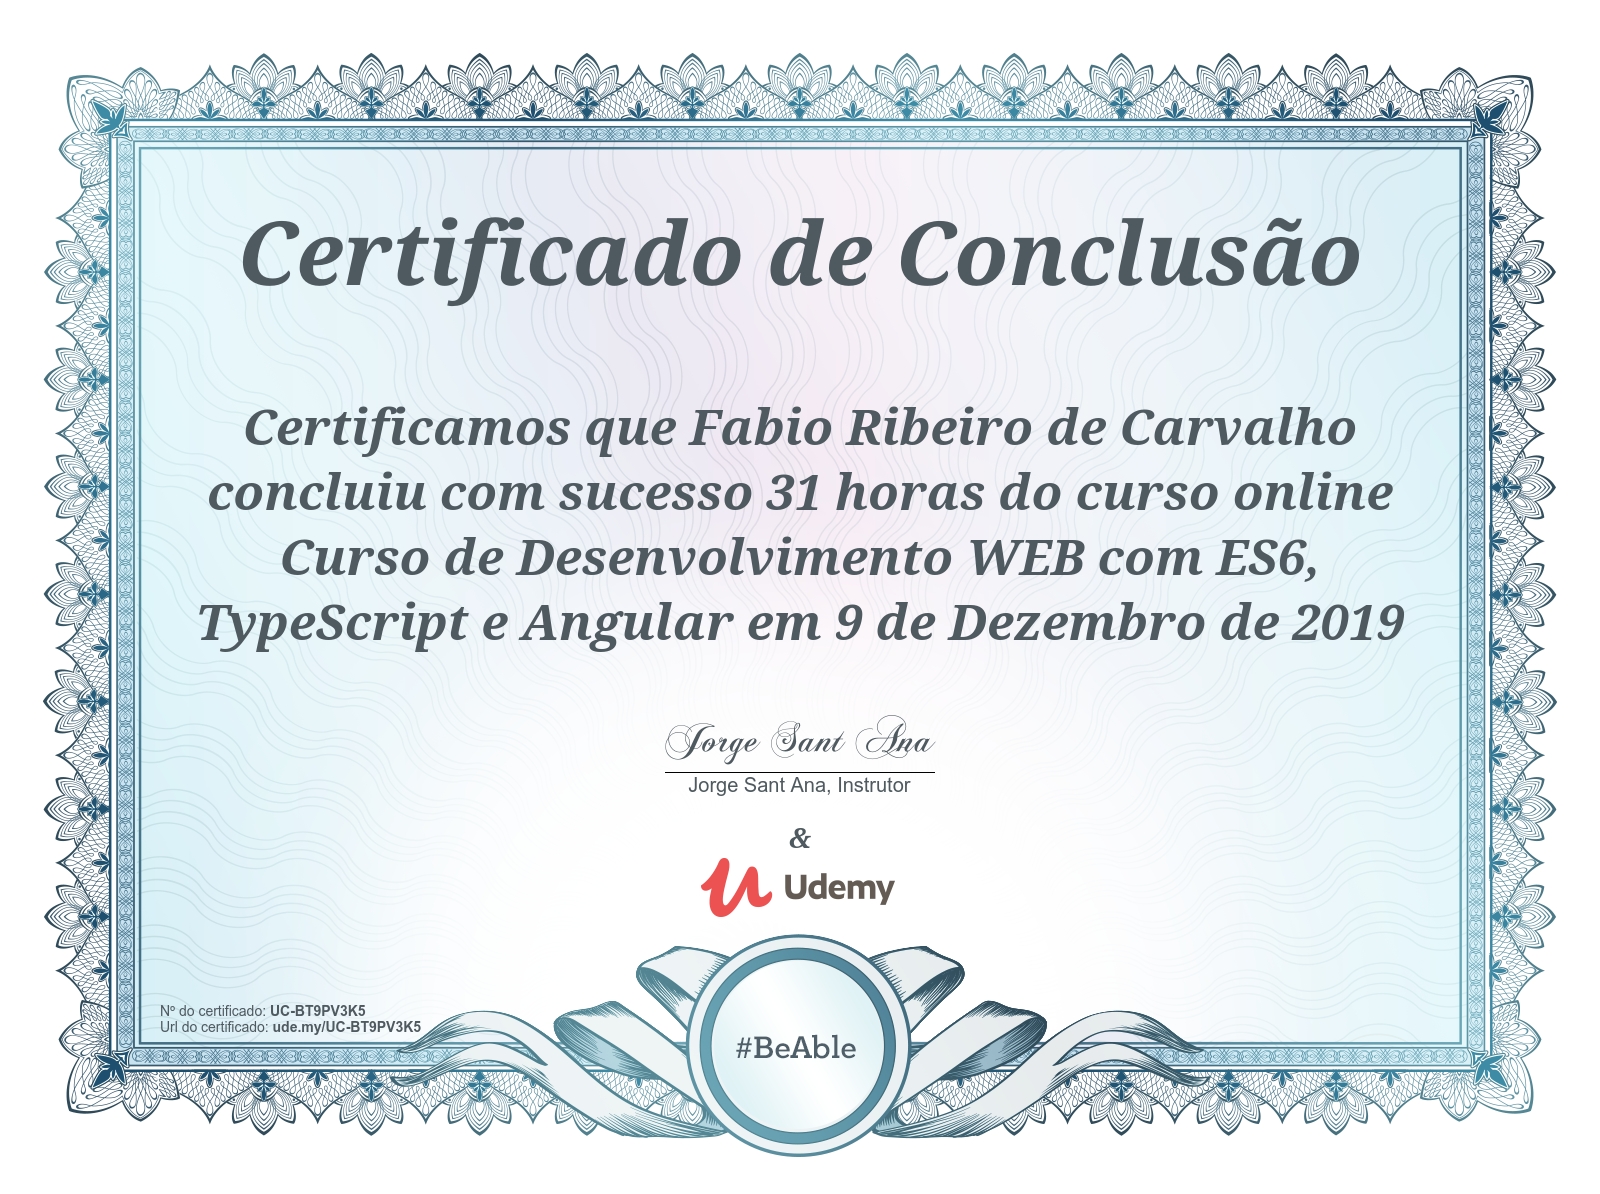 Certificado de Conclusão
Certificamos que Fabio Ribeiro de Carvalho
concluiu com sucesso 31 horas do curso online
Curso de Desenvolvimento WEB com ES6,
TypeScript e Angular em 9 de Dezembro de 2019
Jorge Sant Ana
Jorge Sant Ana, Instrutor
&
Udemy
Nº do certificado: UC-BT9PV3K5
Url do certificado: ude.my/UC-BT9PV3K5
#BeAble